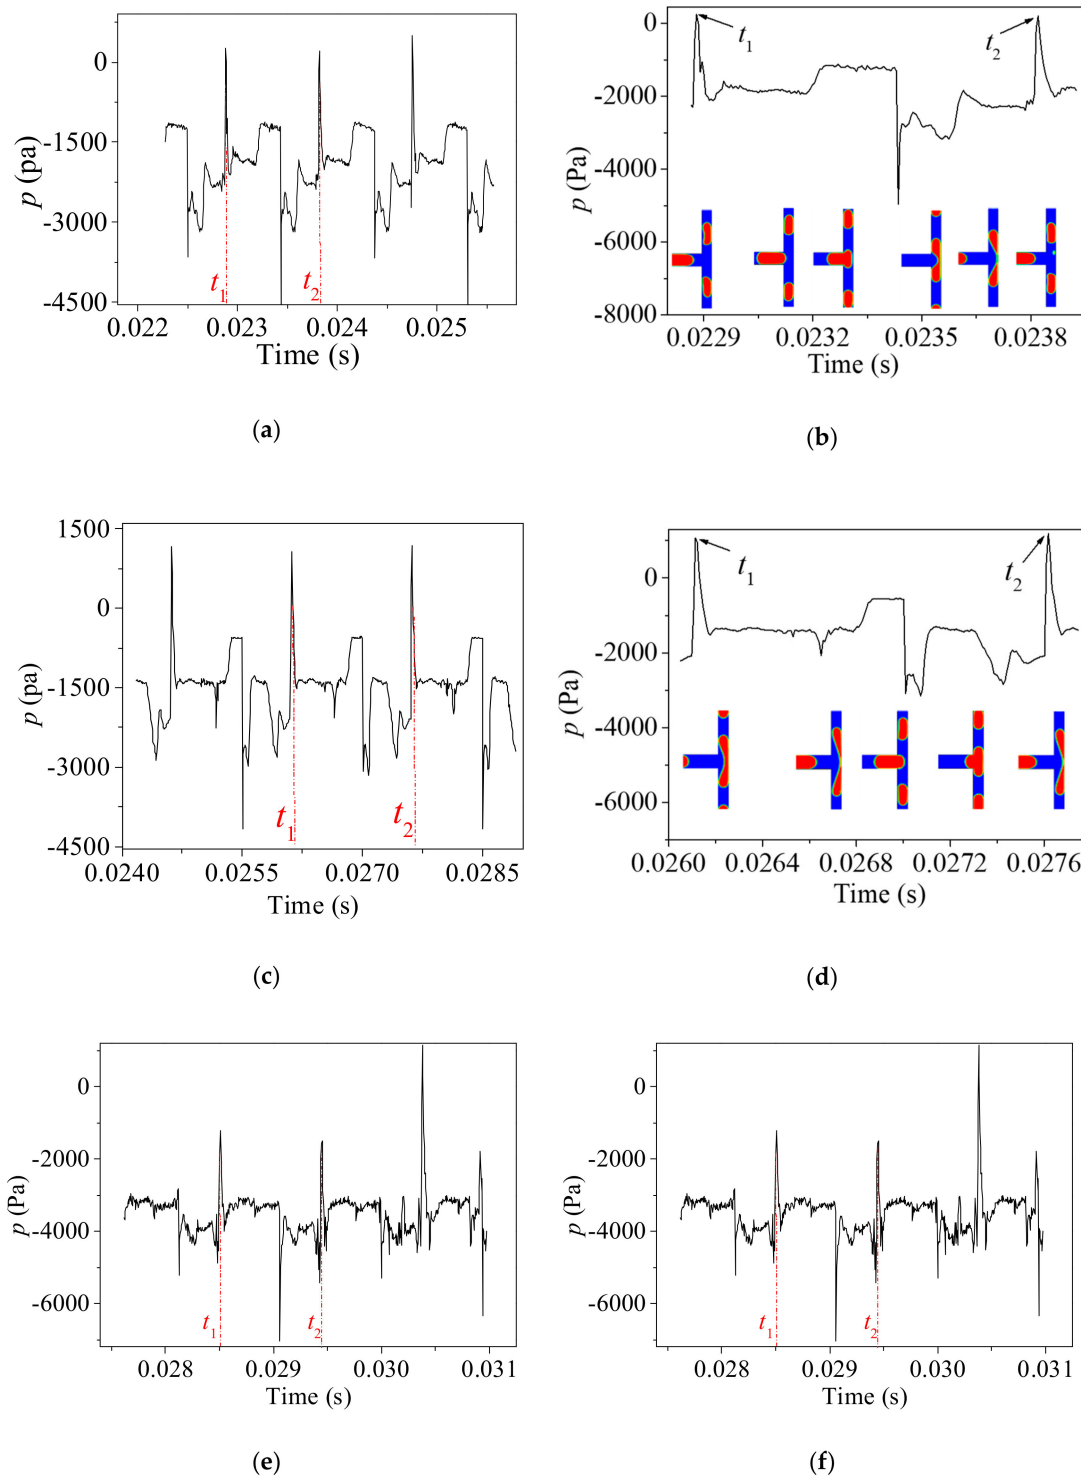 0
-1500
-3000
-4500
p (pa)
t1
t2
0.022
0.023
0.024
0.025
Time (s)
(a)
0
-2000
-4000
-6000
-8000
p (Pa)
t1
t2
0.0229
0.0232
0.0235
0.0238
Time (s)
(b)
1500
0
-1500
-3000
-4500
p (pa)
t1
t2
0.0240
0.0255
0.0270
0.0285
Time (s)
(c)
0
-2000
-4000
-6000
p (Pa)
t1
t2
0.0260
0.0264
0.0268
0.0272
0.0276
Time (s)
(d)
0
-2000
-4000
-6000
p (Pa)
t1
t2
0.028
0.029
0.030
0.031
Time (s)
(e)
0
-2000
-4000
-6000
p (Pa)
t1
t2
0.028
0.029
0.030
0.031
Time (s)
(f)